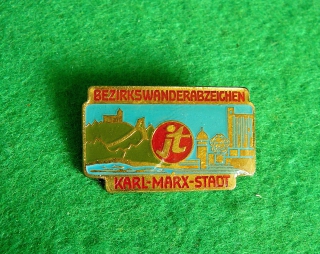 BEZIRKSWANDERABZEICHEN
jt
KARL-MARX-STADT